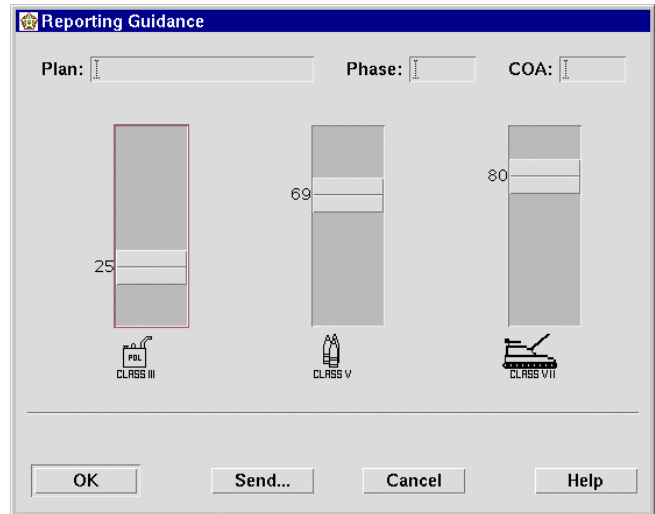 Reporting Guidance
Plan: Phase: COA:
80
69
25
POL
CLASS III CLASS V CLASS VII
OK Send... Cancel Help